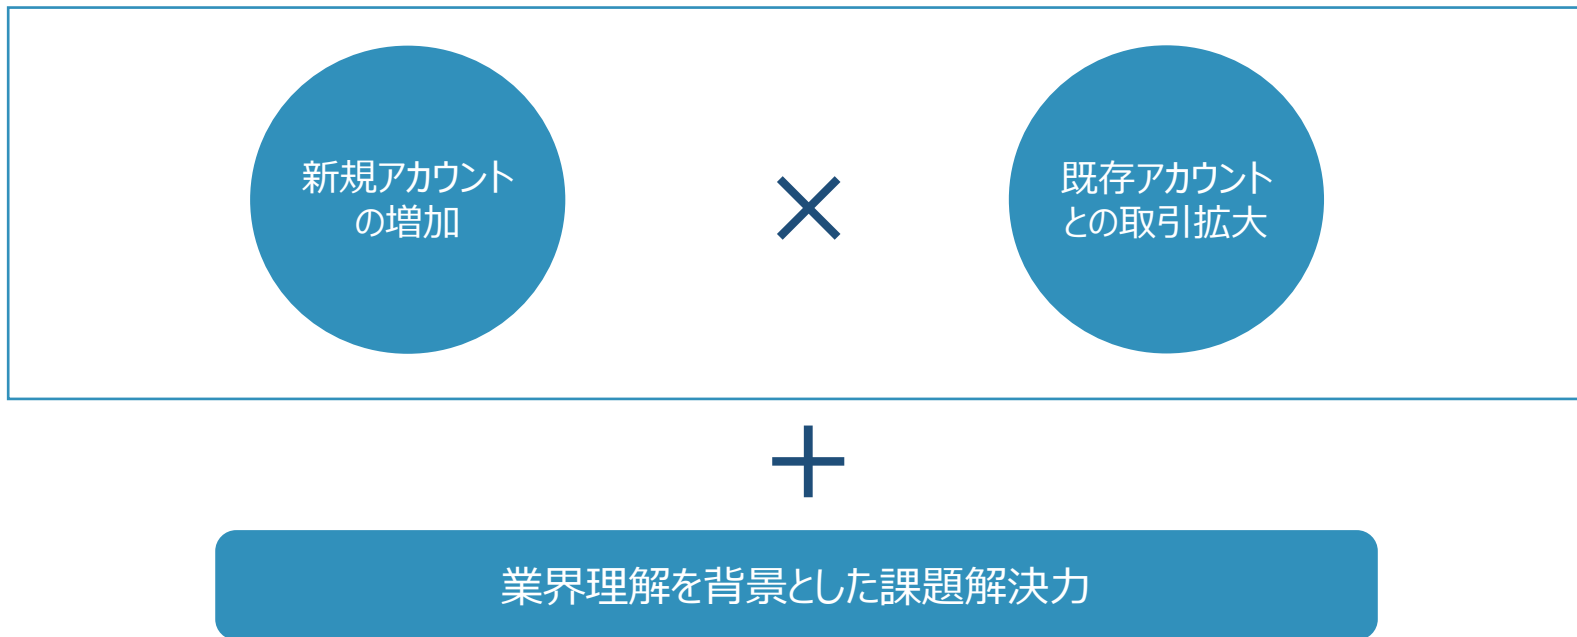 新規アカウント
の増加
既存アカウント
との取引拡大
業界理解を背景とした課題解決力